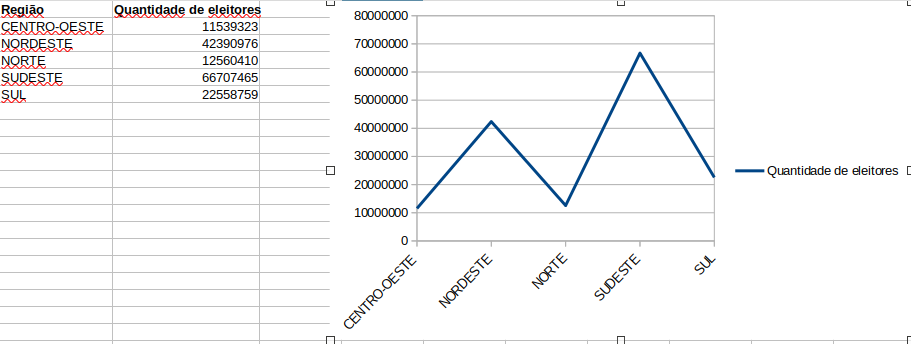 Região Quantidade de eleitores
CENTRO-OESTE 11539323
NORDESTE 42390976
NORTE 12560410
SUDESTE 66707465
SUL 22558759
80000000
70000000
60000000
50000000
40000000
30000000
20000000
10000000
0
CENTRO-OESTE
NORDESTE
NORTE
SUDESTE
SUL
Quantidade de eleitores